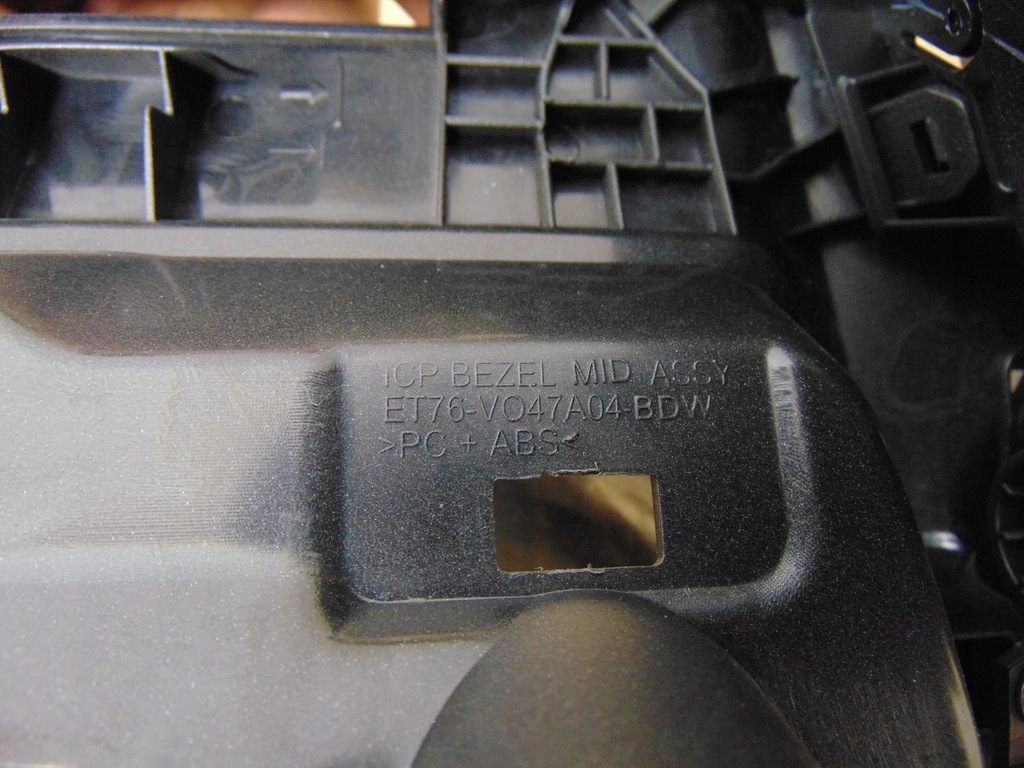 ICP BEZEL MID ASSY
ET76-V047A04-BDW
>PC + ABS<